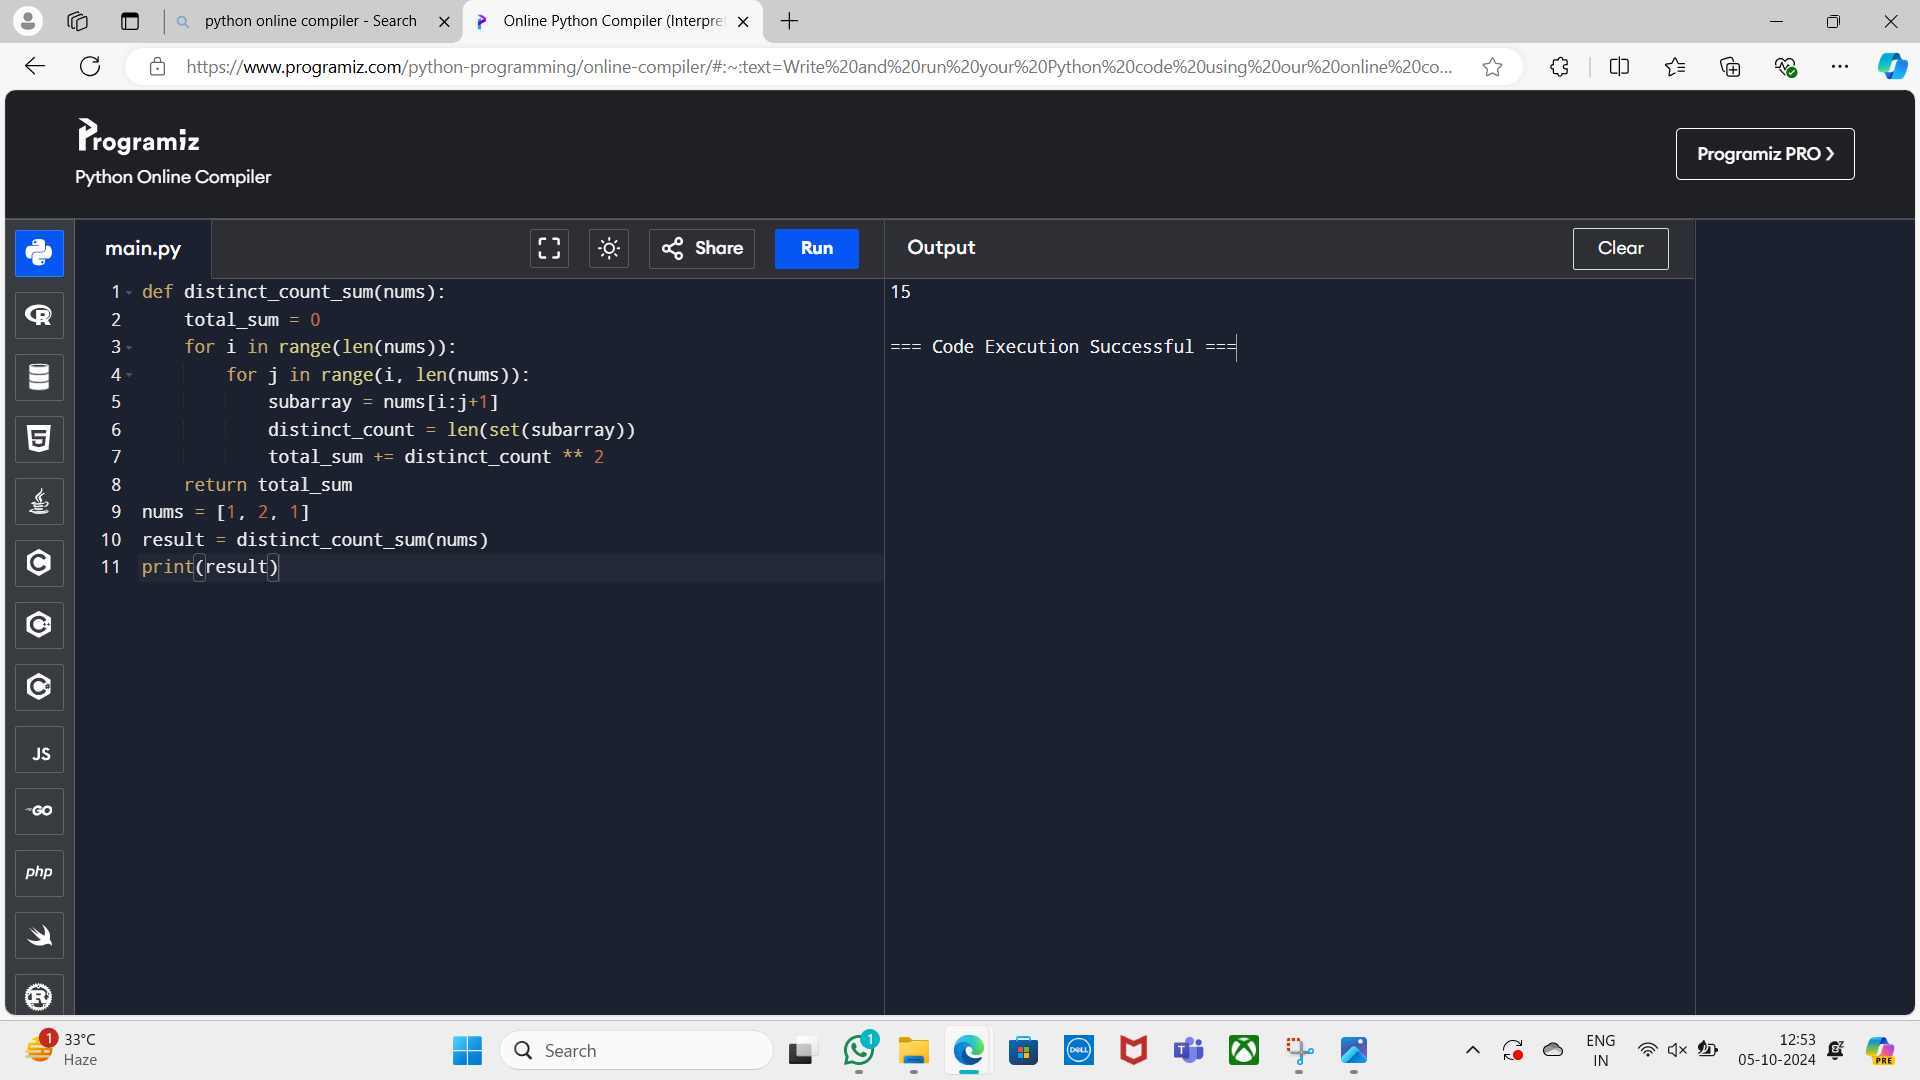 python online compiler - Search
Online Python Compiler (Interpre
https://www.programiz.com/python-programming/online-compiler/#:~:text=Write%20and%20run%20your%20Python%20code%20using%20our%20online%20co...
Programiz
Python Online Compiler
Programiz PRO ❯
main.py
Share
Run
Output
Clear
1 def distinct_count_sum(nums):
2 total_sum = 0
3 for i in range(len(nums)):
4 for j in range(i, len(nums)):
5 subarray = nums[i:j+1]
6 distinct_count = len(set(subarray))
7 total_sum += distinct_count ** 2
8 return total_sum
9 nums = [1, 2, 1]
10 result = distinct_count_sum(nums)
11 print(result)
15
=== Code Execution Successful ===
R
5
C
C++
C#
JS
GO
php
R
1
33°C
Haze
Search
1
DELL
ENG
IN
12:53
05-10-2024
PRE